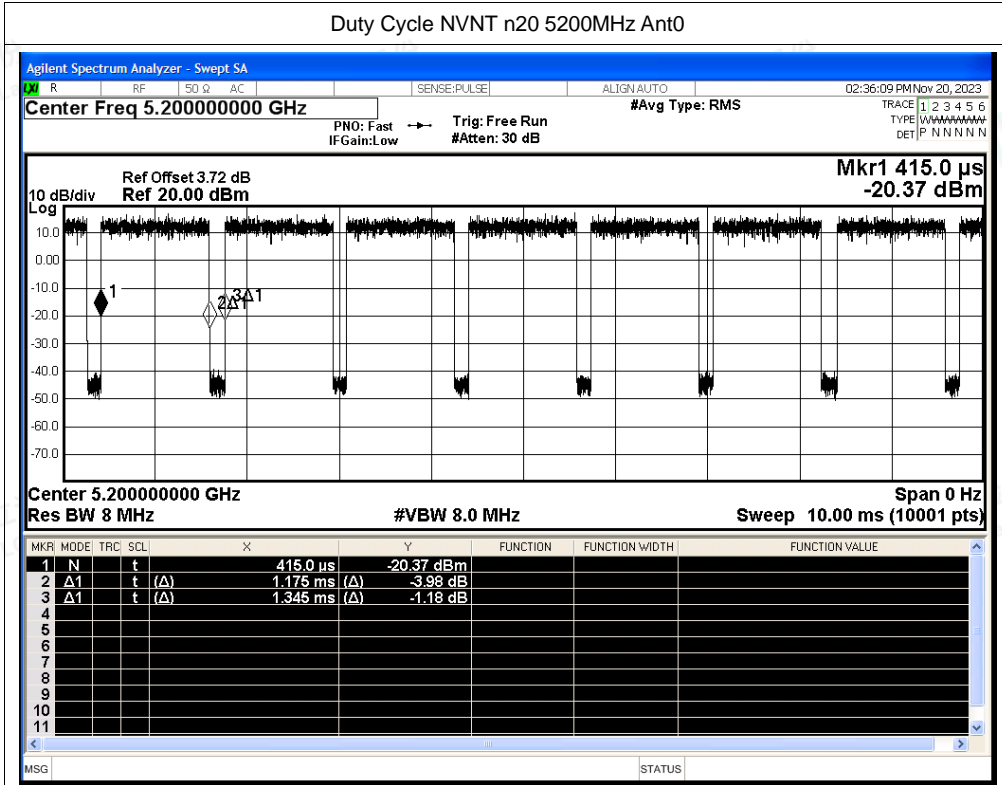 Duty Cycle NVNT n20 5200MHz Ant0
Agilent Spectrum Analyzer - Swept SA
LXI R RF 50 Ω AC SENSE:PULSE ALIGN AUTO 02:36:09 PM Nov 20, 2023
Center Freq 5.200000000 GHz #Avg Type: RMS TRACE 1 2 3 4 5 6
PNO: Fast Trig: Free Run TYPE WWWWWW
IFGain:Low #Atten: 30 dB DET P N N N N N
Mkr1 415.0 µs
Ref Offset 3.72 dB
10 dB/div Ref 20.00 dBm -20.37 dBm
Log
10.0
0.00
-10.0
1
2Δ1
3Δ1
-20.0
-30.0
-40.0
-50.0
-60.0
-70.0
Center 5.200000000 GHz Span 0 Hz
Res BW 8 MHz #VBW 8.0 MHz Sweep 10.00 ms (10001 pts)
MKR MODE TRC SCL X Y FUNCTION FUNCTION WIDTH FUNCTION VALUE
1 N t 415.0 µs -20.37 dBm
2 Δ1 t (Δ) 1.175 ms (Δ) -3.98 dB
3 Δ1 t (Δ) 1.345 ms (Δ) -1.18 dB
4
5
6
7
8
9
10
11
MSG STATUS